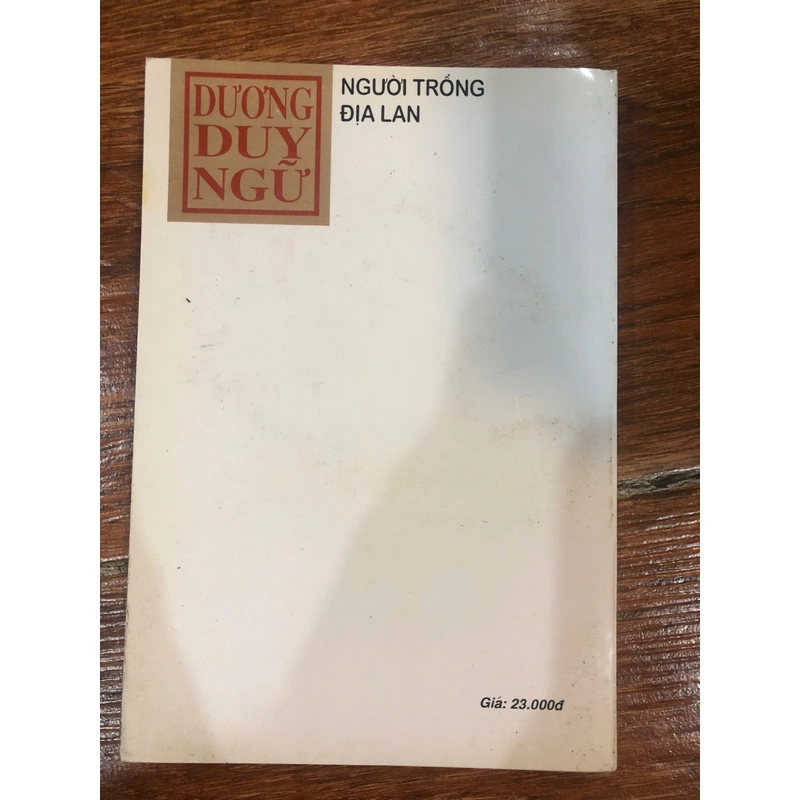 DƯƠNG
DUY
NGỮ
NGƯỜI TRỒNG
ĐỊA LAN
Giá: 23.000đ